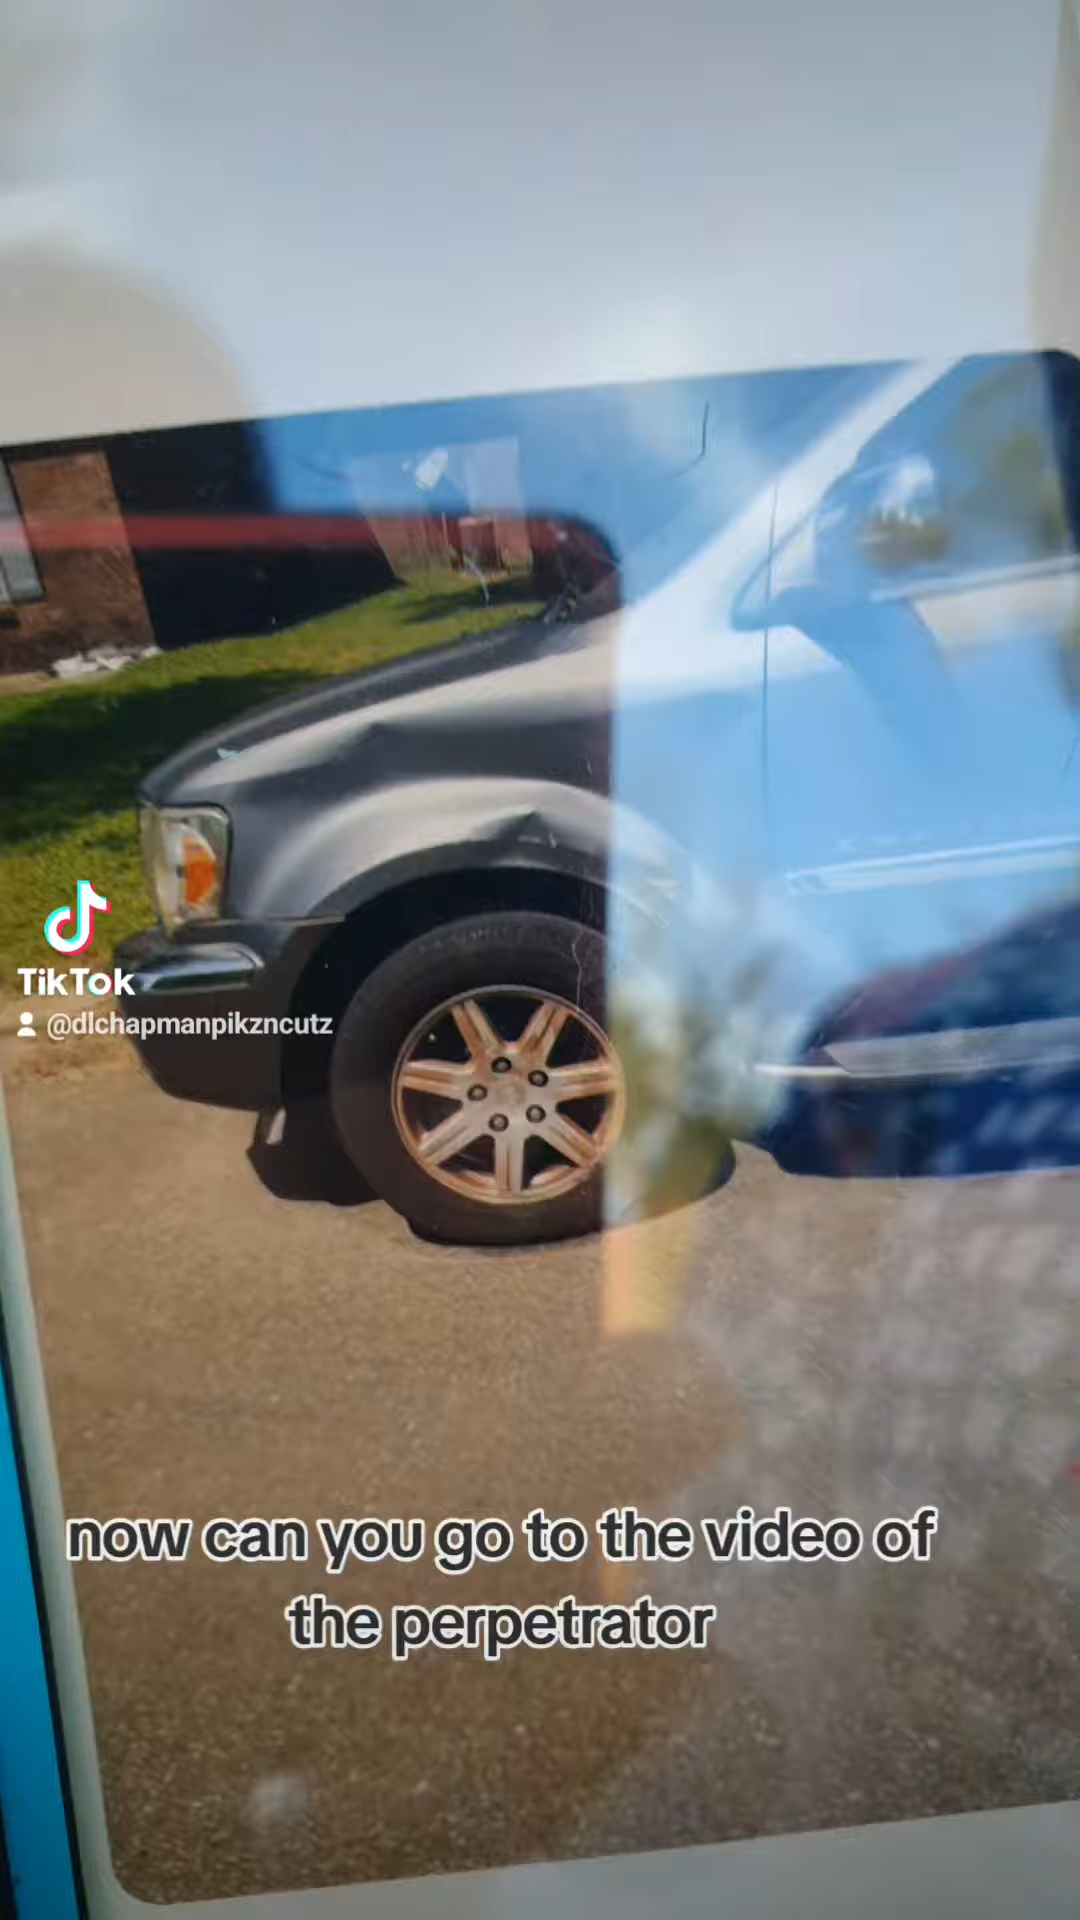 TikTok
@dlchapmanpikzncutz
now can you go to the video of
the perpetrator